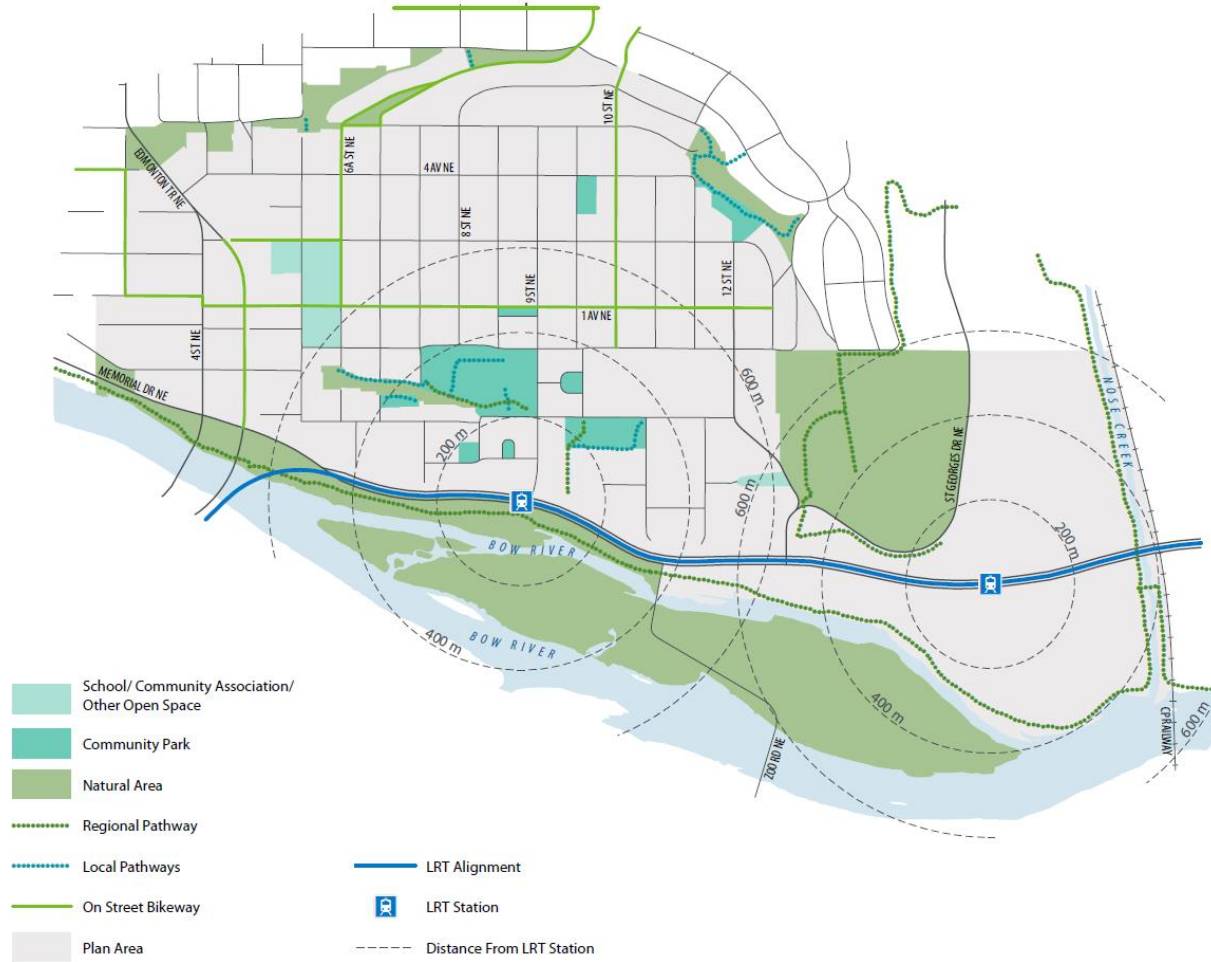 10 ST NE
6A ST NE
EDMONTON TR NE
4 AV NE
8 ST NE
12 ST NE
9 ST NE
1 AV NE
4 ST NE
MEMORIAL DR NE
600 m
NOSE CREEK
200 m
ST GEORGES DR NE
600 m
200 m
BOW RIVER
400 m
BOW RIVER
400 m
ZOO RD NE
CP RAILWAY
600 m
School/ Community Association/
Other Open Space
Community Park
Natural Area
Regional Pathway
Local Pathways
On Street Bikeway
Plan Area
LRT Alignment
LRT Station
Distance From LRT Station